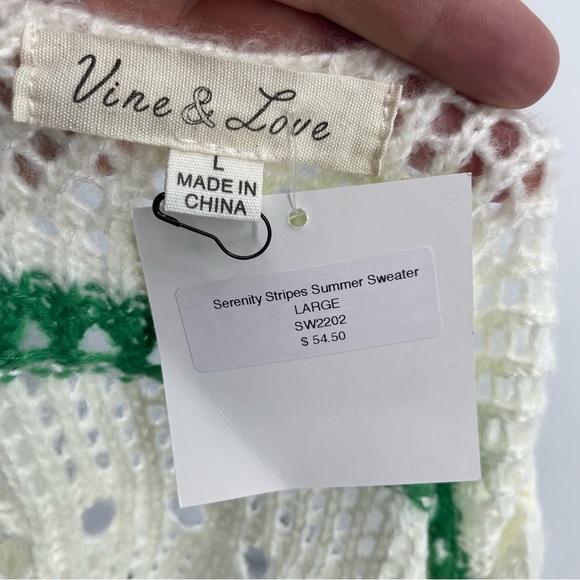 Vine & Love
L
MADE IN
CHINA
Serenity Stripes Summer Sweater
LARGE
SW2202
$ 54.50